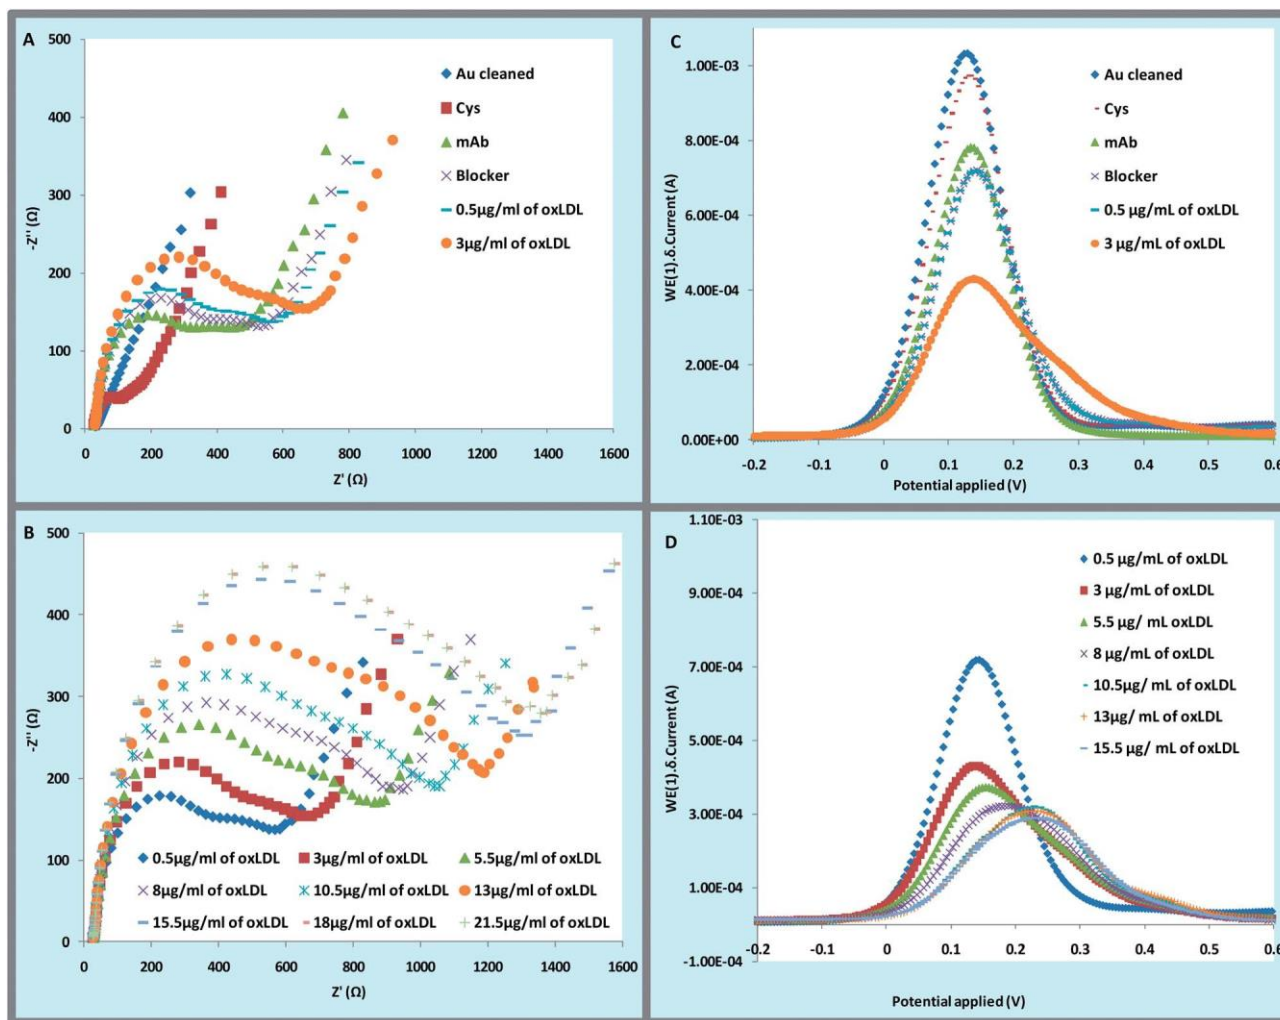 A
500
400
300
200
100
0
-Z'' (Ω)
0 200 400 600 800 1000 1200 1400 1600
Z' (Ω)
Au cleaned
Cys
mAb
Blocker
0.5µg/ml of oxLDL
3µg/ml of oxLDL
C
1.00E-03
8.00E-04
6.00E-04
4.00E-04
2.00E-04
0.00E+00
WE(1).δ.Current (A)
-0.2 -0.1 0 0.1 0.2 0.3 0.4 0.5 0.6
Potential applied (V)
Au cleaned
Cys
mAb
Blocker
0.5 µg/mL of oxLDL
3 µg/mL of oxLDL
B
500
400
300
200
100
0
-Z'' (Ω)
0.5µg/ml of oxLDL 3µg/ml of oxLDL 5.5µg/ml of oxLDL
8µg/ml of oxLDL 10.5µg/ml of oxLDL 13µg/ml of oxLDL
15.5µg/ml of oxLDL 18µg/ml of oxLDL 21.5µg/ml of oxLDL
0 200 400 600 800 1000 1200 1400 1600
Z' (Ω)
D
1.10E-03
9.00E-04
7.00E-04
5.00E-04
3.00E-04
1.00E-04
-1.00E-04
WE(1).δ.Current (A)
0.5 µg/mL of oxLDL
3 µg/mL of oxLDL
5.5 µg/ mL oxLDL
8 µg/mL of oxLDL
10.5µg/ mL of oxLDL
13µg/ mL of oxLDL
15.5 µg/ mL of oxLDL
-0.2 -0.1 0 0.1 0.2 0.3 0.4 0.5 0.6
Potential applied (V)